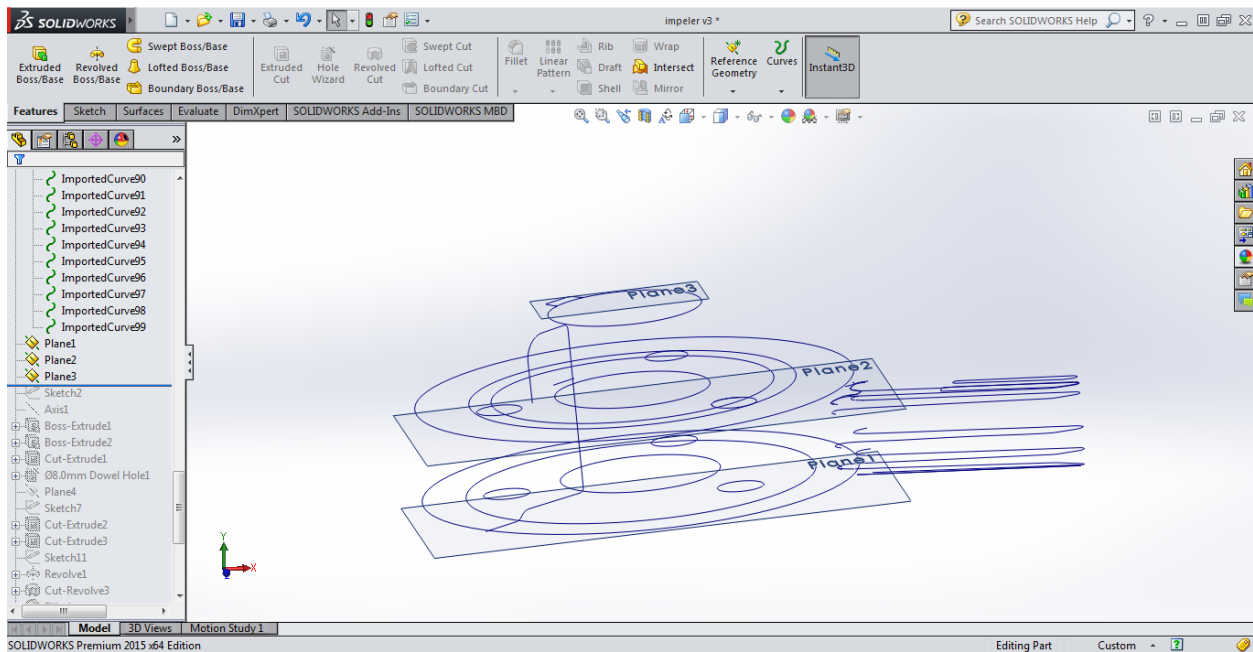 SOLIDWORKS
impeler v3 *
Search SOLIDWORKS Help
Extruded Boss/Base
Revolved Boss/Base
Swept Boss/Base
Lofted Boss/Base
Boundary Boss/Base
Extruded Cut
Hole Wizard
Revolved Cut
Swept Cut
Lofted Cut
Boundary Cut
Fillet
Linear Pattern
Rib
Draft
Shell
Wrap
Intersect
Mirror
Reference Geometry
Curves
Instant3D
Features
Sketch
Surfaces
Evaluate
DimXpert
SOLIDWORKS Add-Ins
SOLIDWORKS MBD
ImportedCurve90
ImportedCurve91
ImportedCurve92
ImportedCurve93
ImportedCurve94
ImportedCurve95
ImportedCurve96
ImportedCurve97
ImportedCurve98
ImportedCurve99
Plane1
Plane2
Plane3
Sketch2
Axis1
Boss-Extrude1
Boss-Extrude2
Cut-Extrude1
Ø8.0mm Dowel Hole1
Plane4
Sketch7
Cut-Extrude2
Cut-Extrude3
Sketch11
Revolve1
Cut-Revolve3
Plane3
Plane2
Plane1
Y
X
Z
Model
3D Views
Motion Study 1
SOLIDWORKS Premium 2015 x64 Edition
Editing Part
Custom